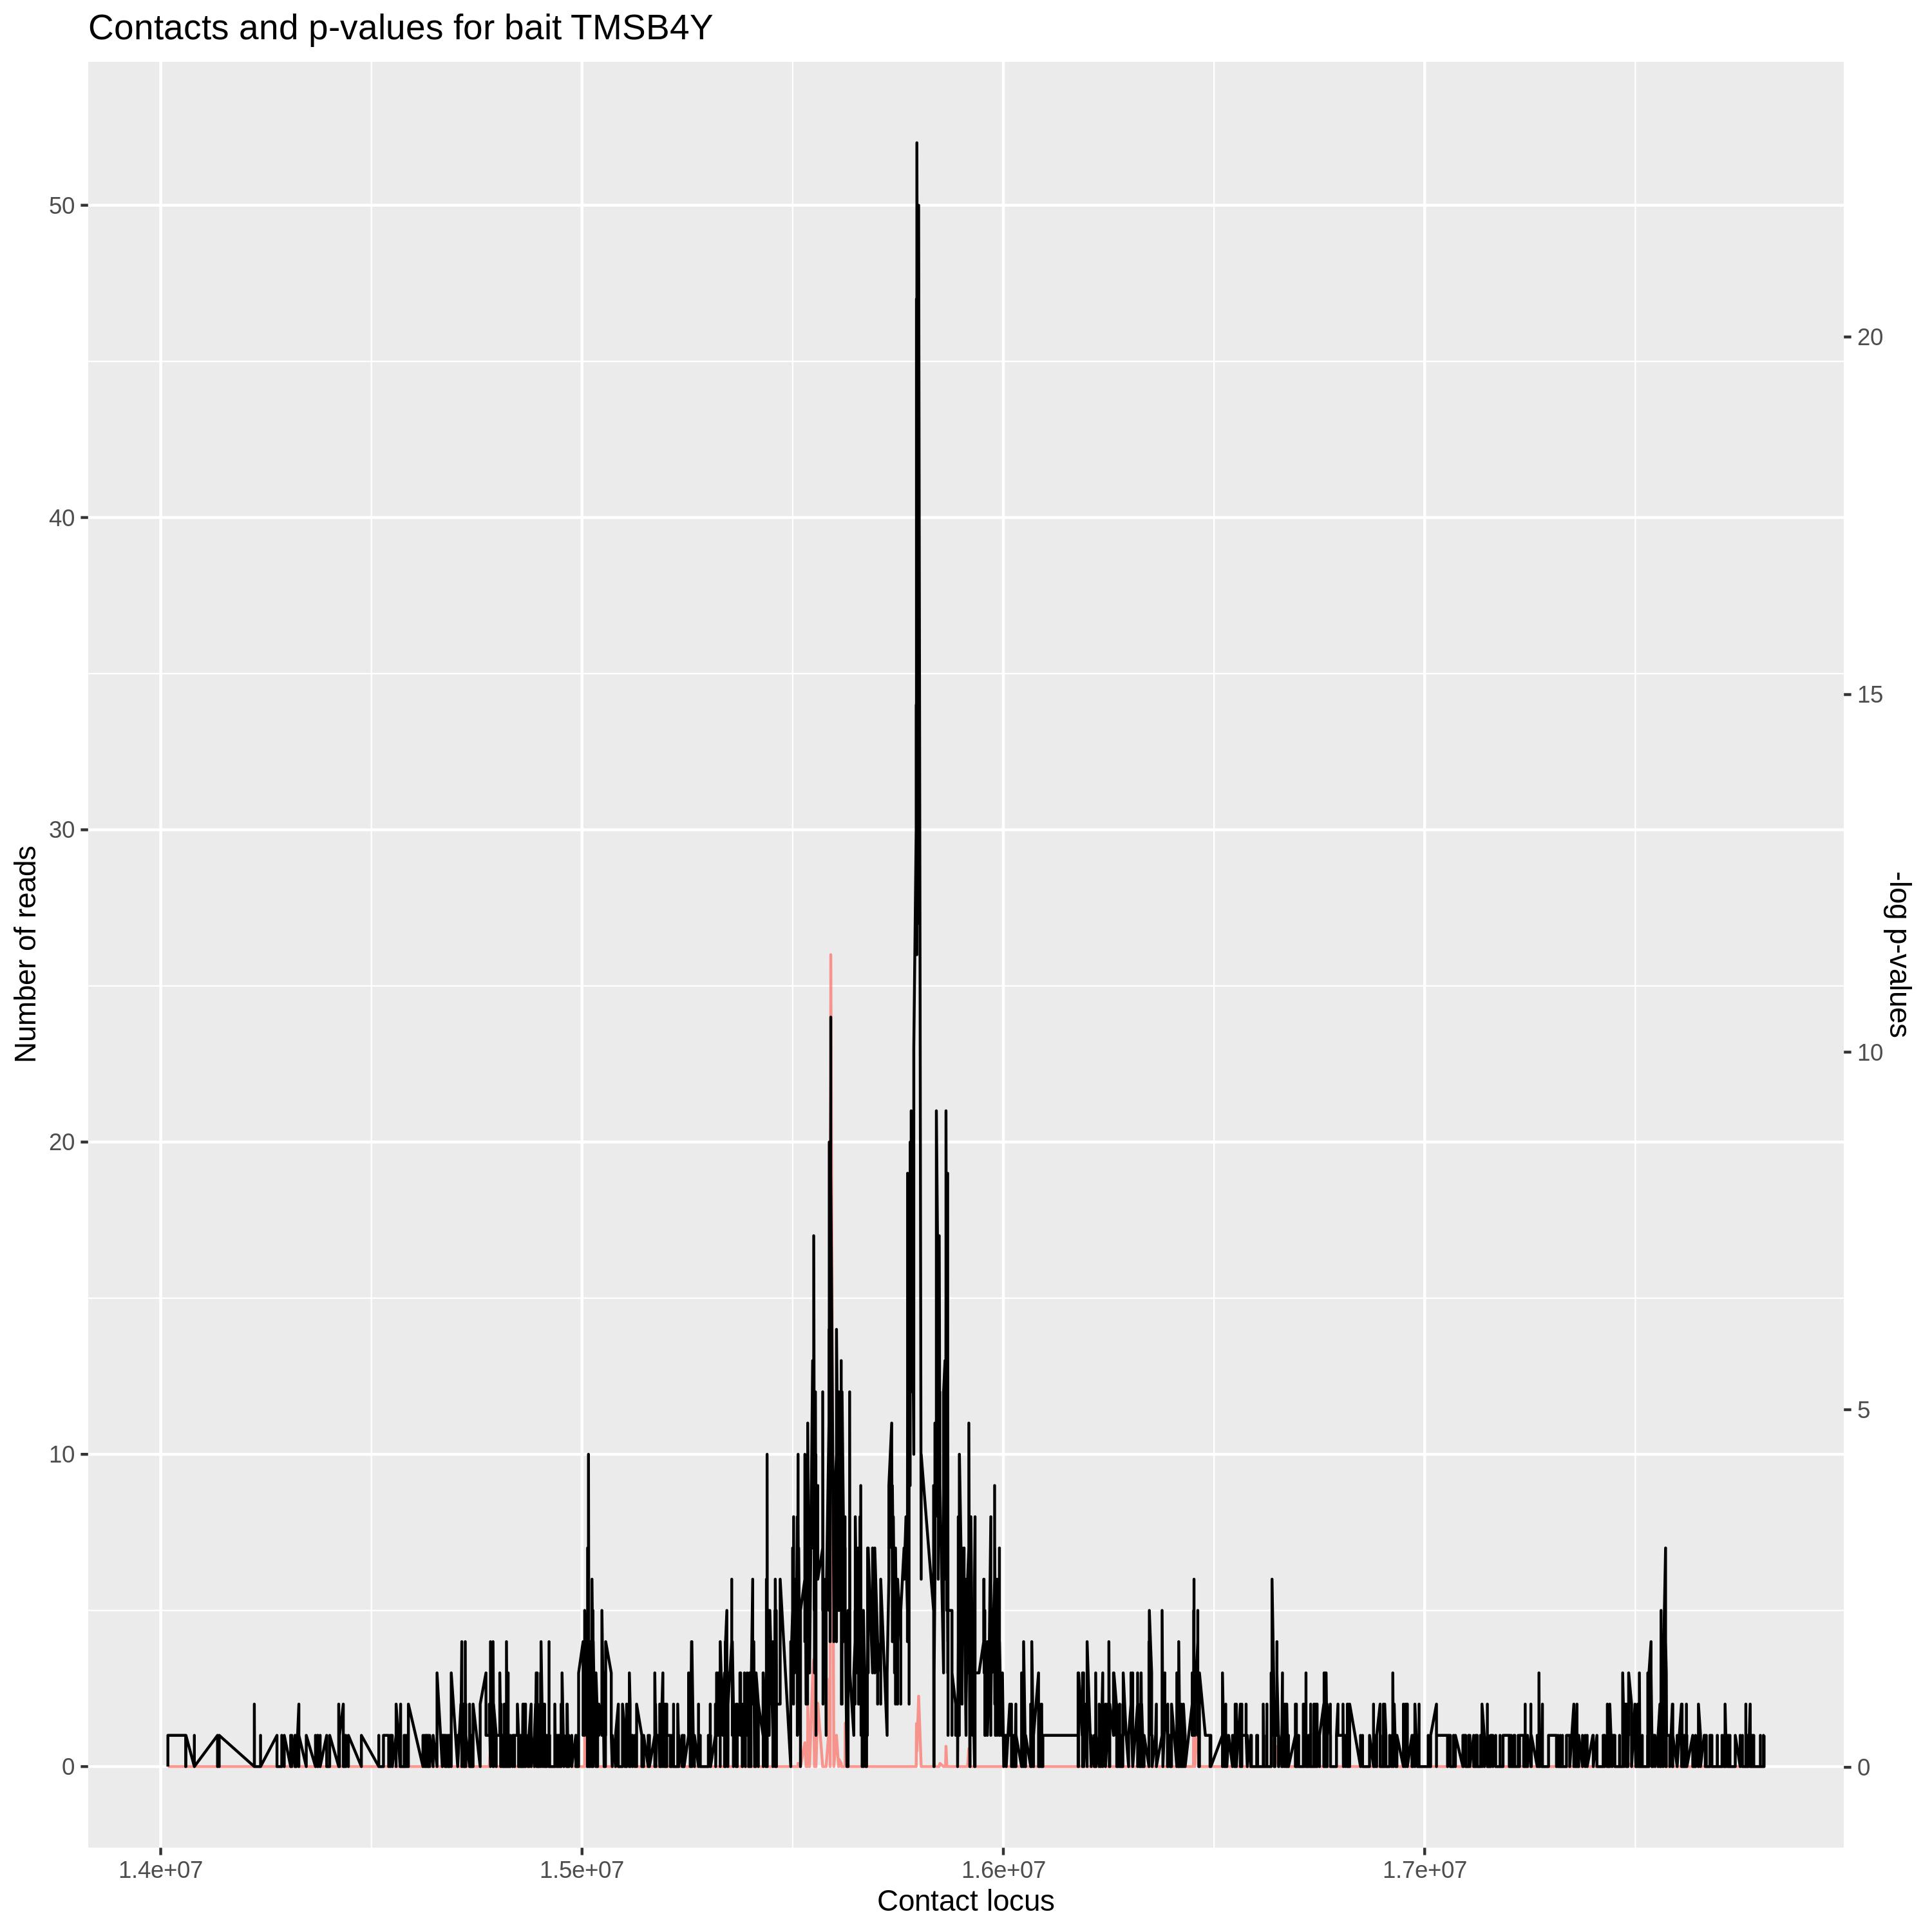 Contacts and p-values for bait TMSB4Y
Number of reads
50
40
30
20
10
0
20
15
10
5
0
-log p-values
1.4e+07
1.5e+07
1.6e+07
1.7e+07
Contact locus